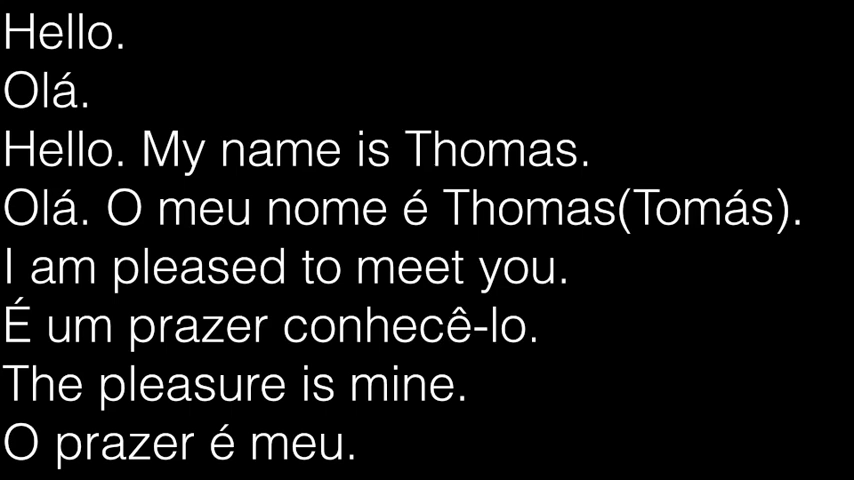 Hello.
Olá.
Hello. My name is Thomas.
Olá. O meu nome é Thomas(Tomás).
I am pleased to meet you.
É um prazer conhecê-lo.
The pleasure is mine.
O prazer é meu.